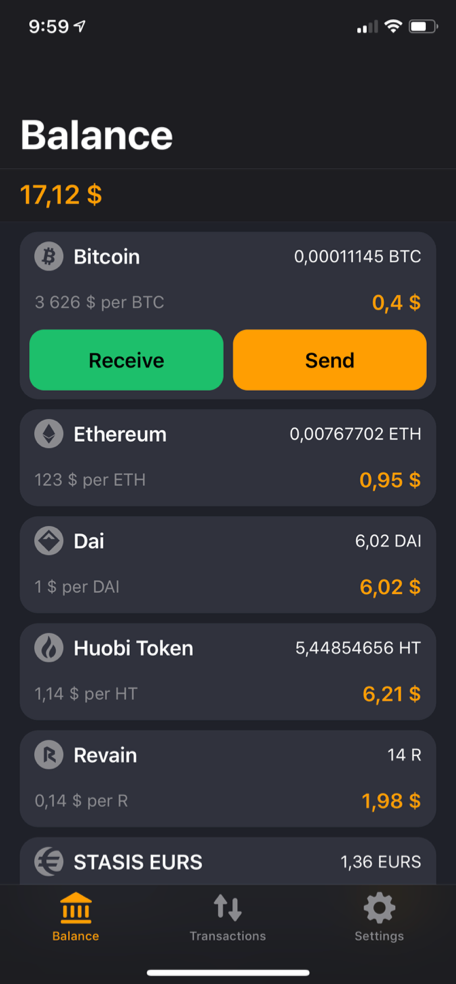 9:59
Balance
17,12 $
Bitcoin 0,00011145 BTC
3 626 $ per BTC 0,4 $
Receive Send
Ethereum 0,00767702 ETH
123 $ per ETH 0,95 $
Dai 6,02 DAI
1 $ per DAI 6,02 $
Huobi Token 5,44854656 HT
1,14 $ per HT 6,21 $
Revain 14 R
0,14 $ per R 1,98 $
STASIS EURS 1,36 EURS
Balance Transactions Settings